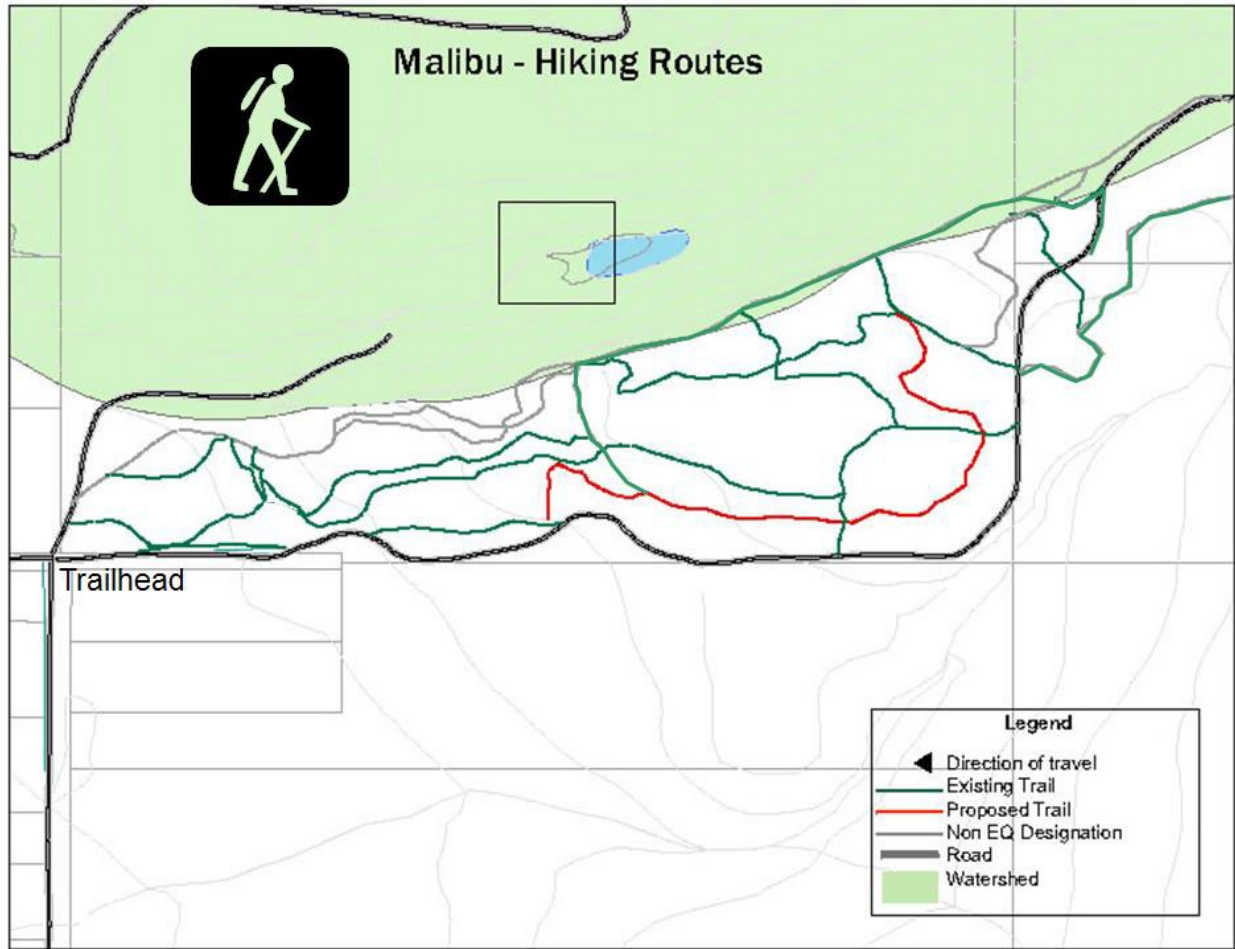 Malibu - Hiking Routes
Trailhead
Legend
Direction of travel
Existing Trail
Proposed Trail
Non EQ Designation
Road
Watershed